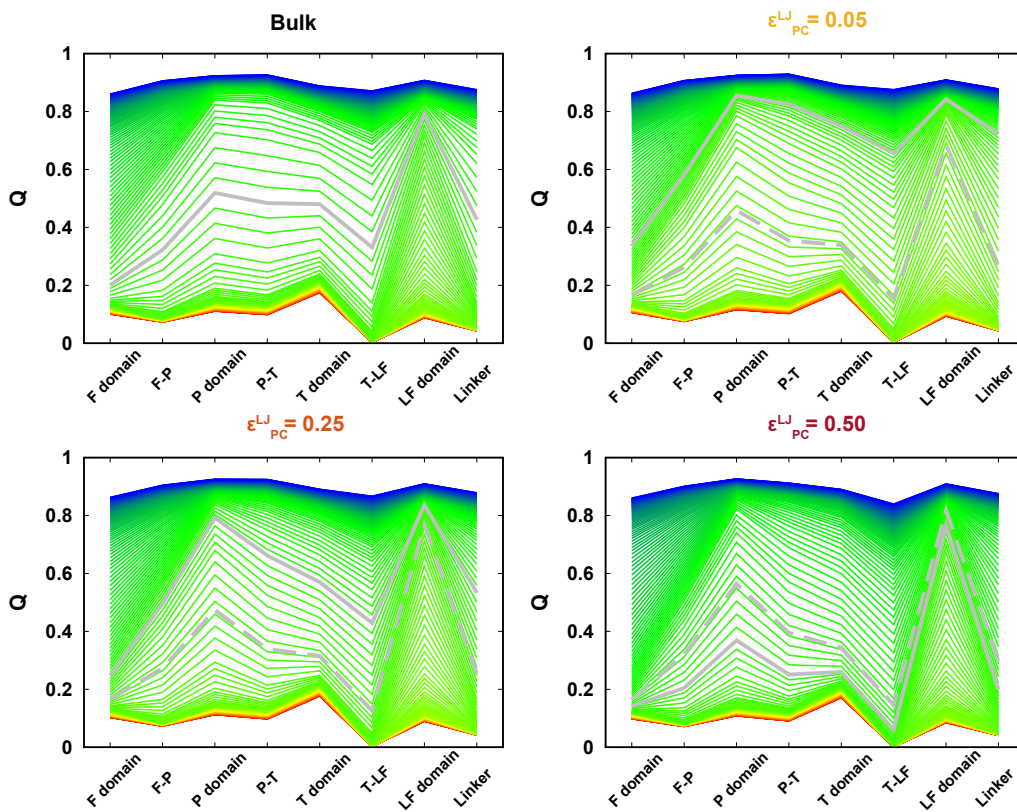 Bulk
1
0.8
0.6
0.4
0.2
0
Q
F domain
F-P
P domain
P-T
T domain
T-LF
LF domain
Linker
ε^LJ_PC= 0.05
1
0.8
0.6
0.4
0.2
0
Q
F domain
F-P
P domain
P-T
T domain
T-LF
LF domain
Linker
ε^LJ_PC= 0.25
1
0.8
0.6
0.4
0.2
0
Q
F domain
F-P
P domain
P-T
T domain
T-LF
LF domain
Linker
ε^LJ_PC= 0.50
1
0.8
0.6
0.4
0.2
0
Q
F domain
F-P
P domain
P-T
T domain
T-LF
LF domain
Linker